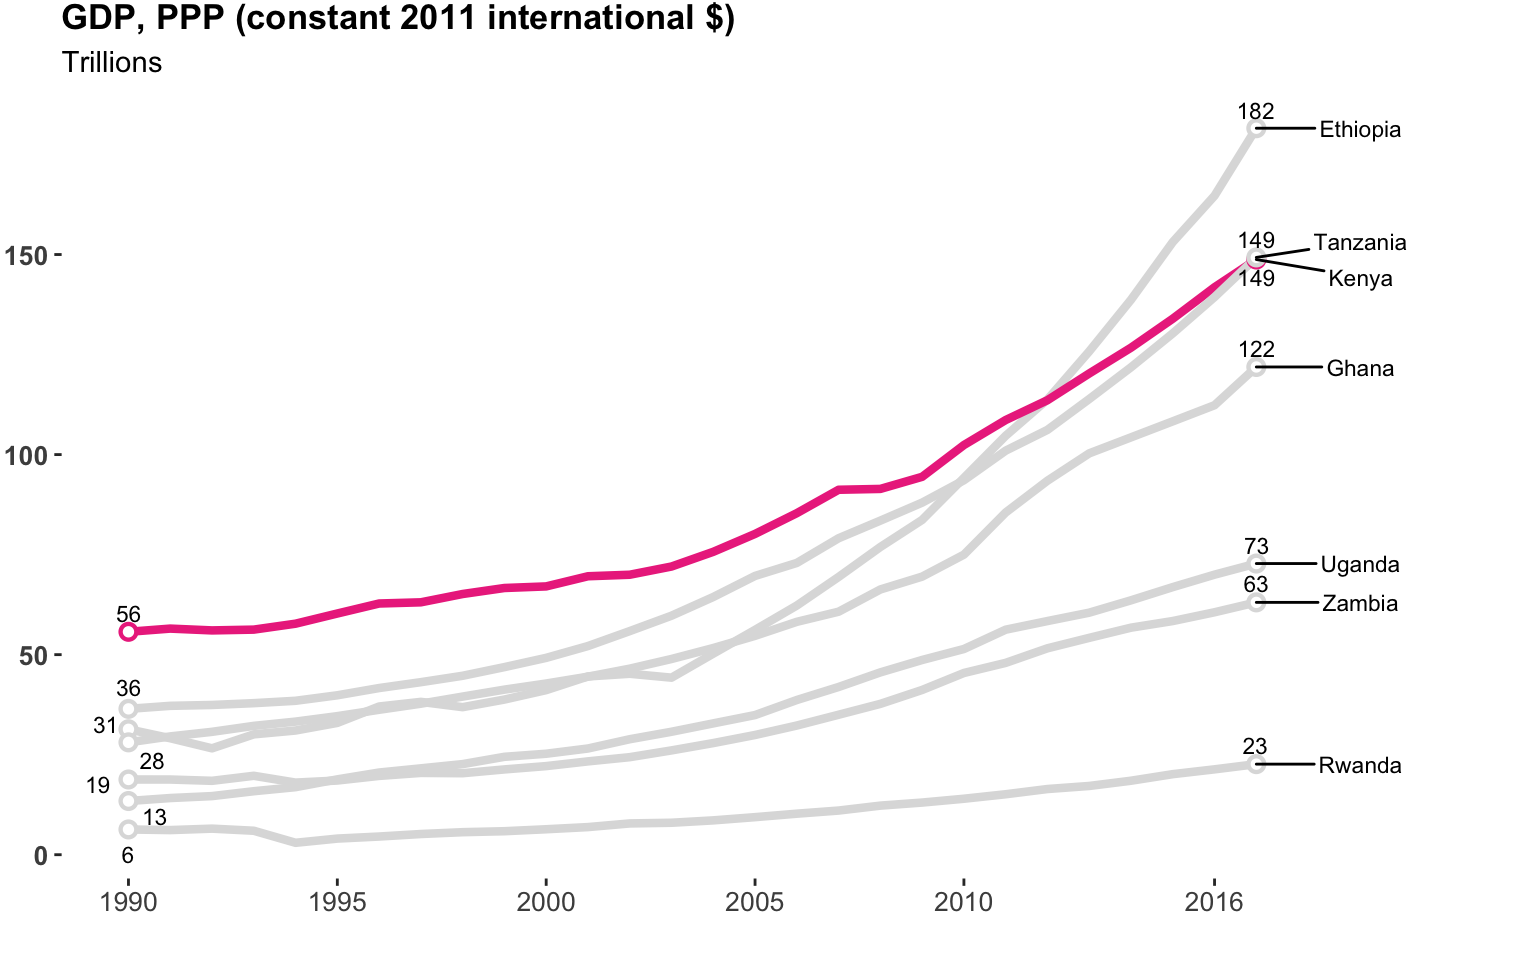 GDP, PPP (constant 2011 international $)
Trillions
182
Ethiopia
150
149
Tanzania
149
Kenya
122
Ghana
100
73
Uganda
63
Zambia
56
50
36
31
28
19
13
6
23
Rwanda
0
1990 1995 2000 2005 2010 2016